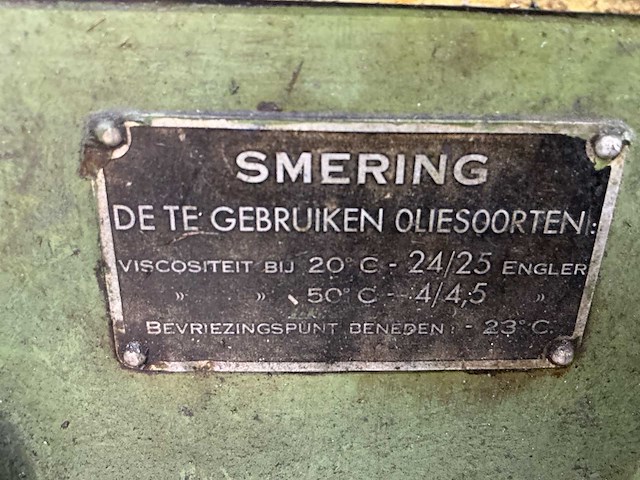 SMERING
DE TE GEBRUIKEN OLIESOORTEN:
VISCOSITEIT BIJ 20°C - 24/25 ENGLER
» » 50°C - 4/4,5 »
BEVRIEZINGSPUNT BENEDEN: - 23°C.